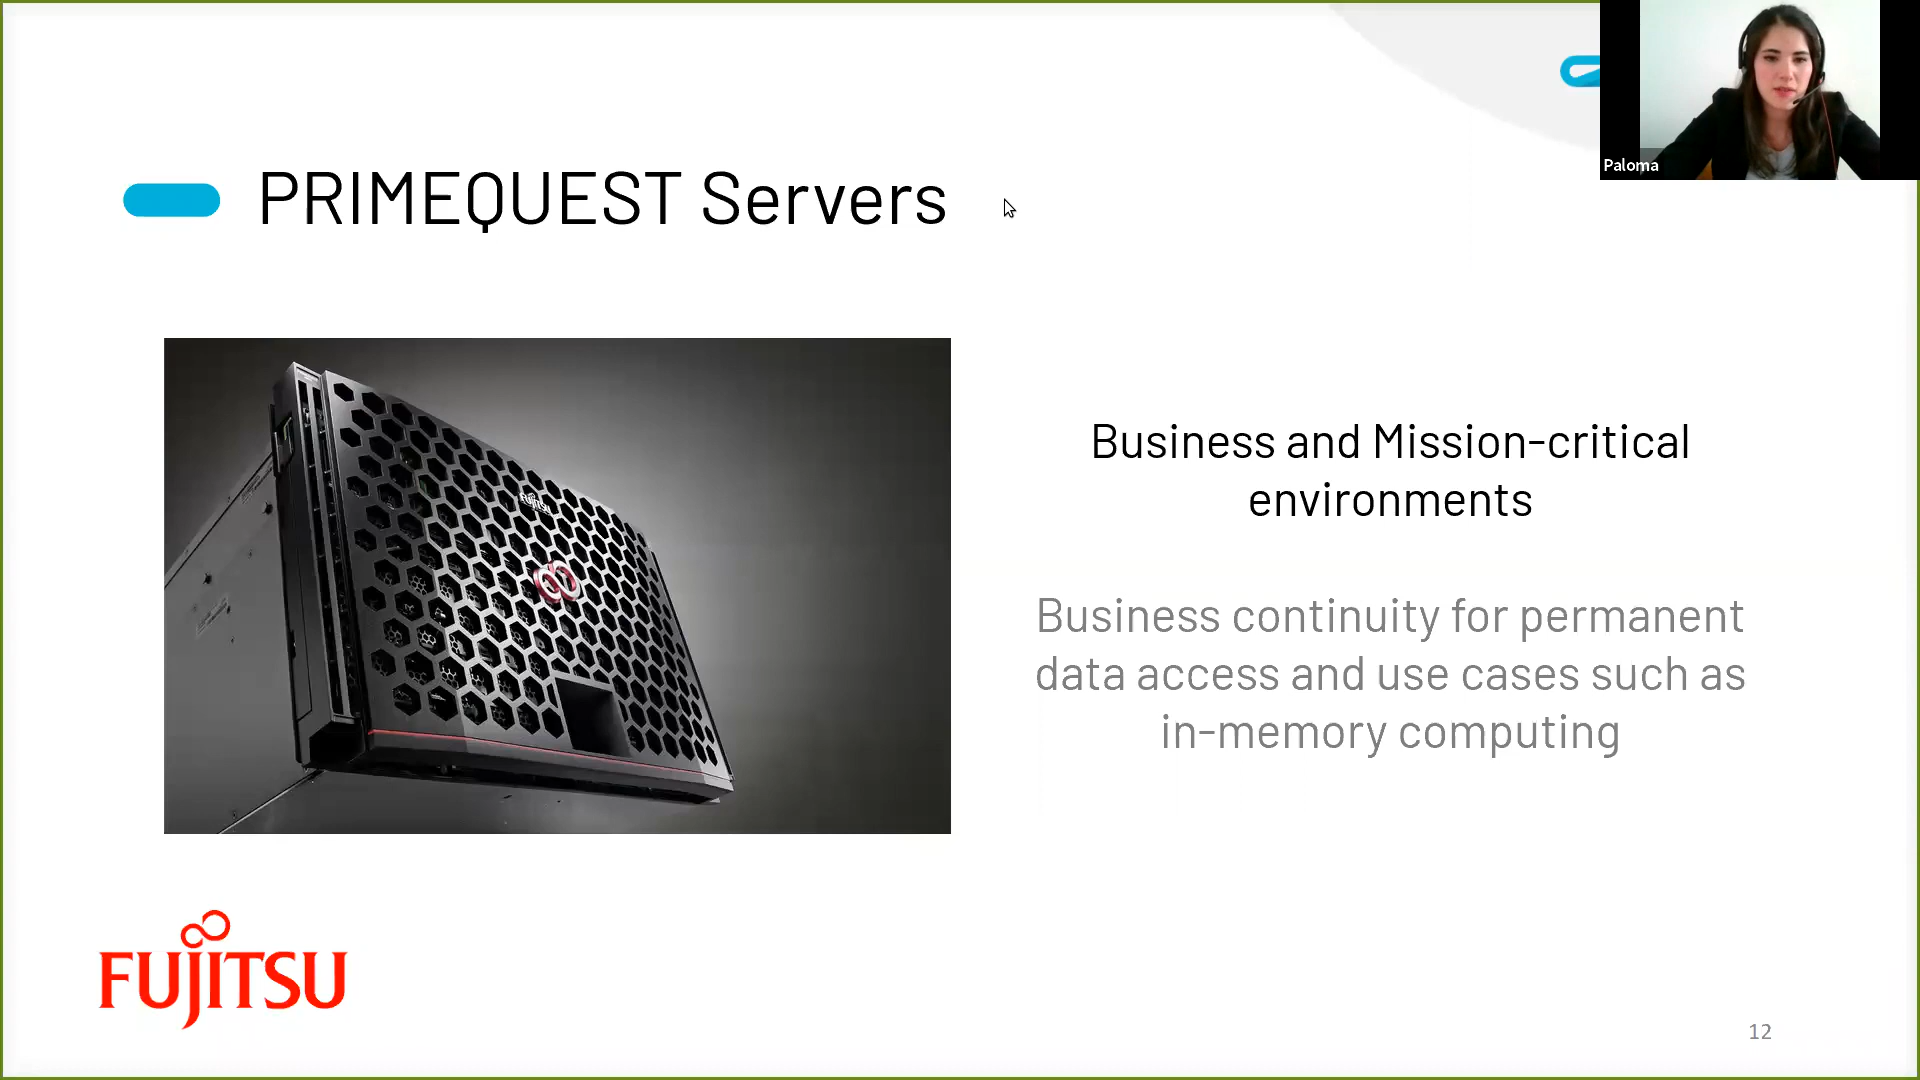 Paloma
PRIMEQUEST Servers
FUJITSU
Business and Mission-critical
environments
Business continuity for permanent
data access and use cases such as
in-memory computing
FUJITSU
12